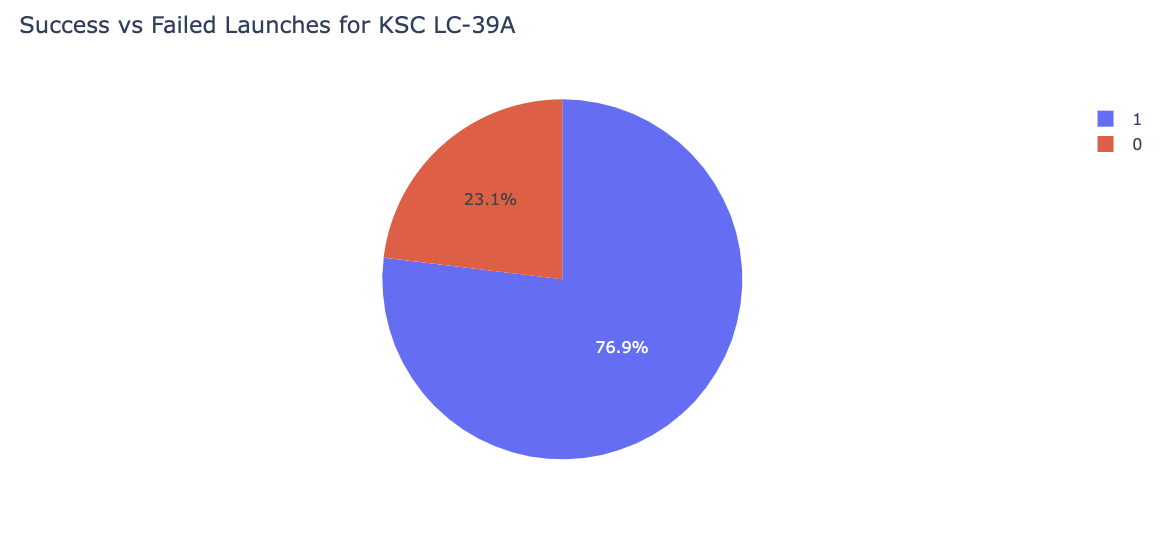 Success vs Failed Launches for KSC LC-39A
1
0
23.1%
76.9%